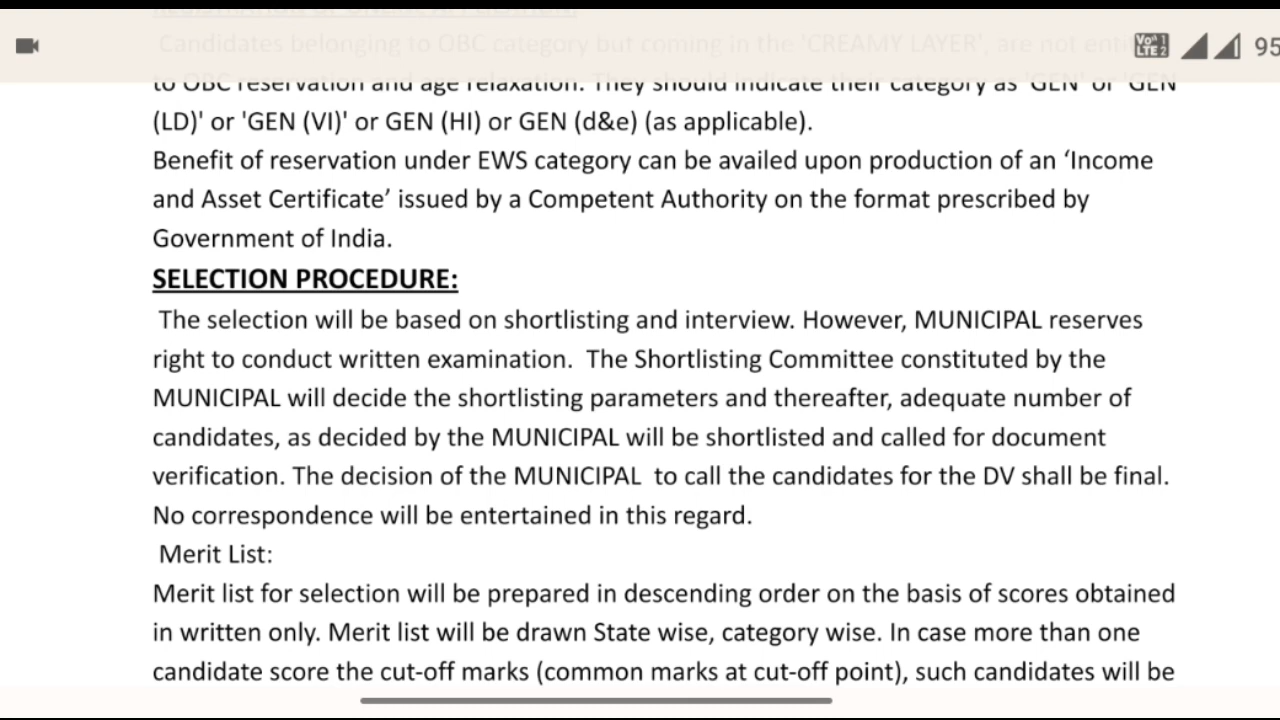 Candidates belonging to OBC category but coming in the 'CREAMY LAYER', are not
Vo 1
LTE 2
95
to OBC reservation and age relaxation. They should indicate their category as 'GEN' or 'GEN
(LD)' or 'GEN (VI)' or GEN (HI) or GEN (d&e) (as applicable).
Benefit of reservation under EWS category can be availed upon production of an ‘Income
and Asset Certificate’ issued by a Competent Authority on the format prescribed by
Government of India.
SELECTION PROCEDURE:
The selection will be based on shortlisting and interview. However, MUNICIPAL reserves
right to conduct written examination.  The Shortlisting Committee constituted by the
MUNICIPAL will decide the shortlisting parameters and thereafter, adequate number of
candidates, as decided by the MUNICIPAL will be shortlisted and called for document
verification. The decision of the MUNICIPAL  to call the candidates for the DV shall be final.
No correspondence will be entertained in this regard.
Merit List:
Merit list for selection will be prepared in descending order on the basis of scores obtained
in written only. Merit list will be drawn State wise, category wise. In case more than one
candidate score the cut-off marks (common marks at cut-off point), such candidates will be